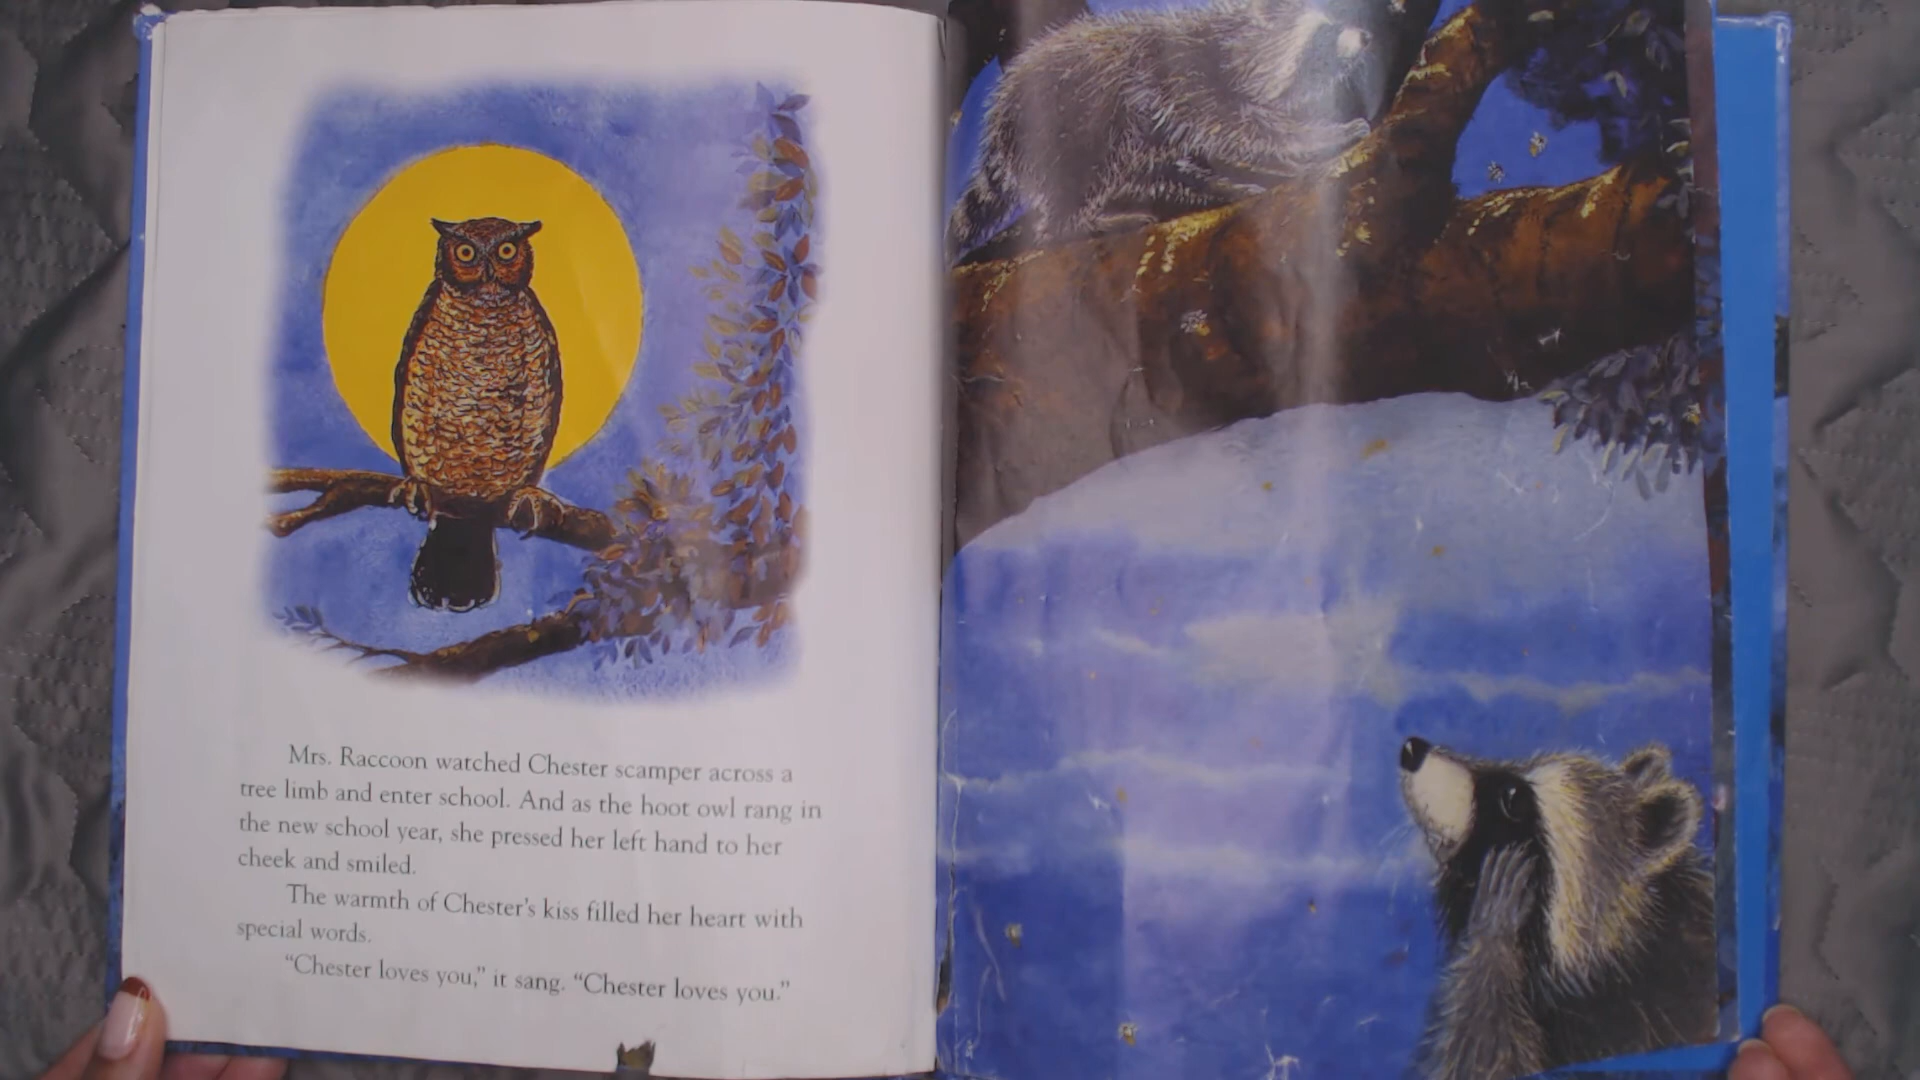 Mrs. Raccoon watched Chester scamper across a
tree limb and enter school. And as the hoot owl rang in
the new school year, she pressed her left hand to her
cheek and smiled.
The warmth of Chester's kiss filled her heart with
special words.
“Chester loves you,” it sang. “Chester loves you.”